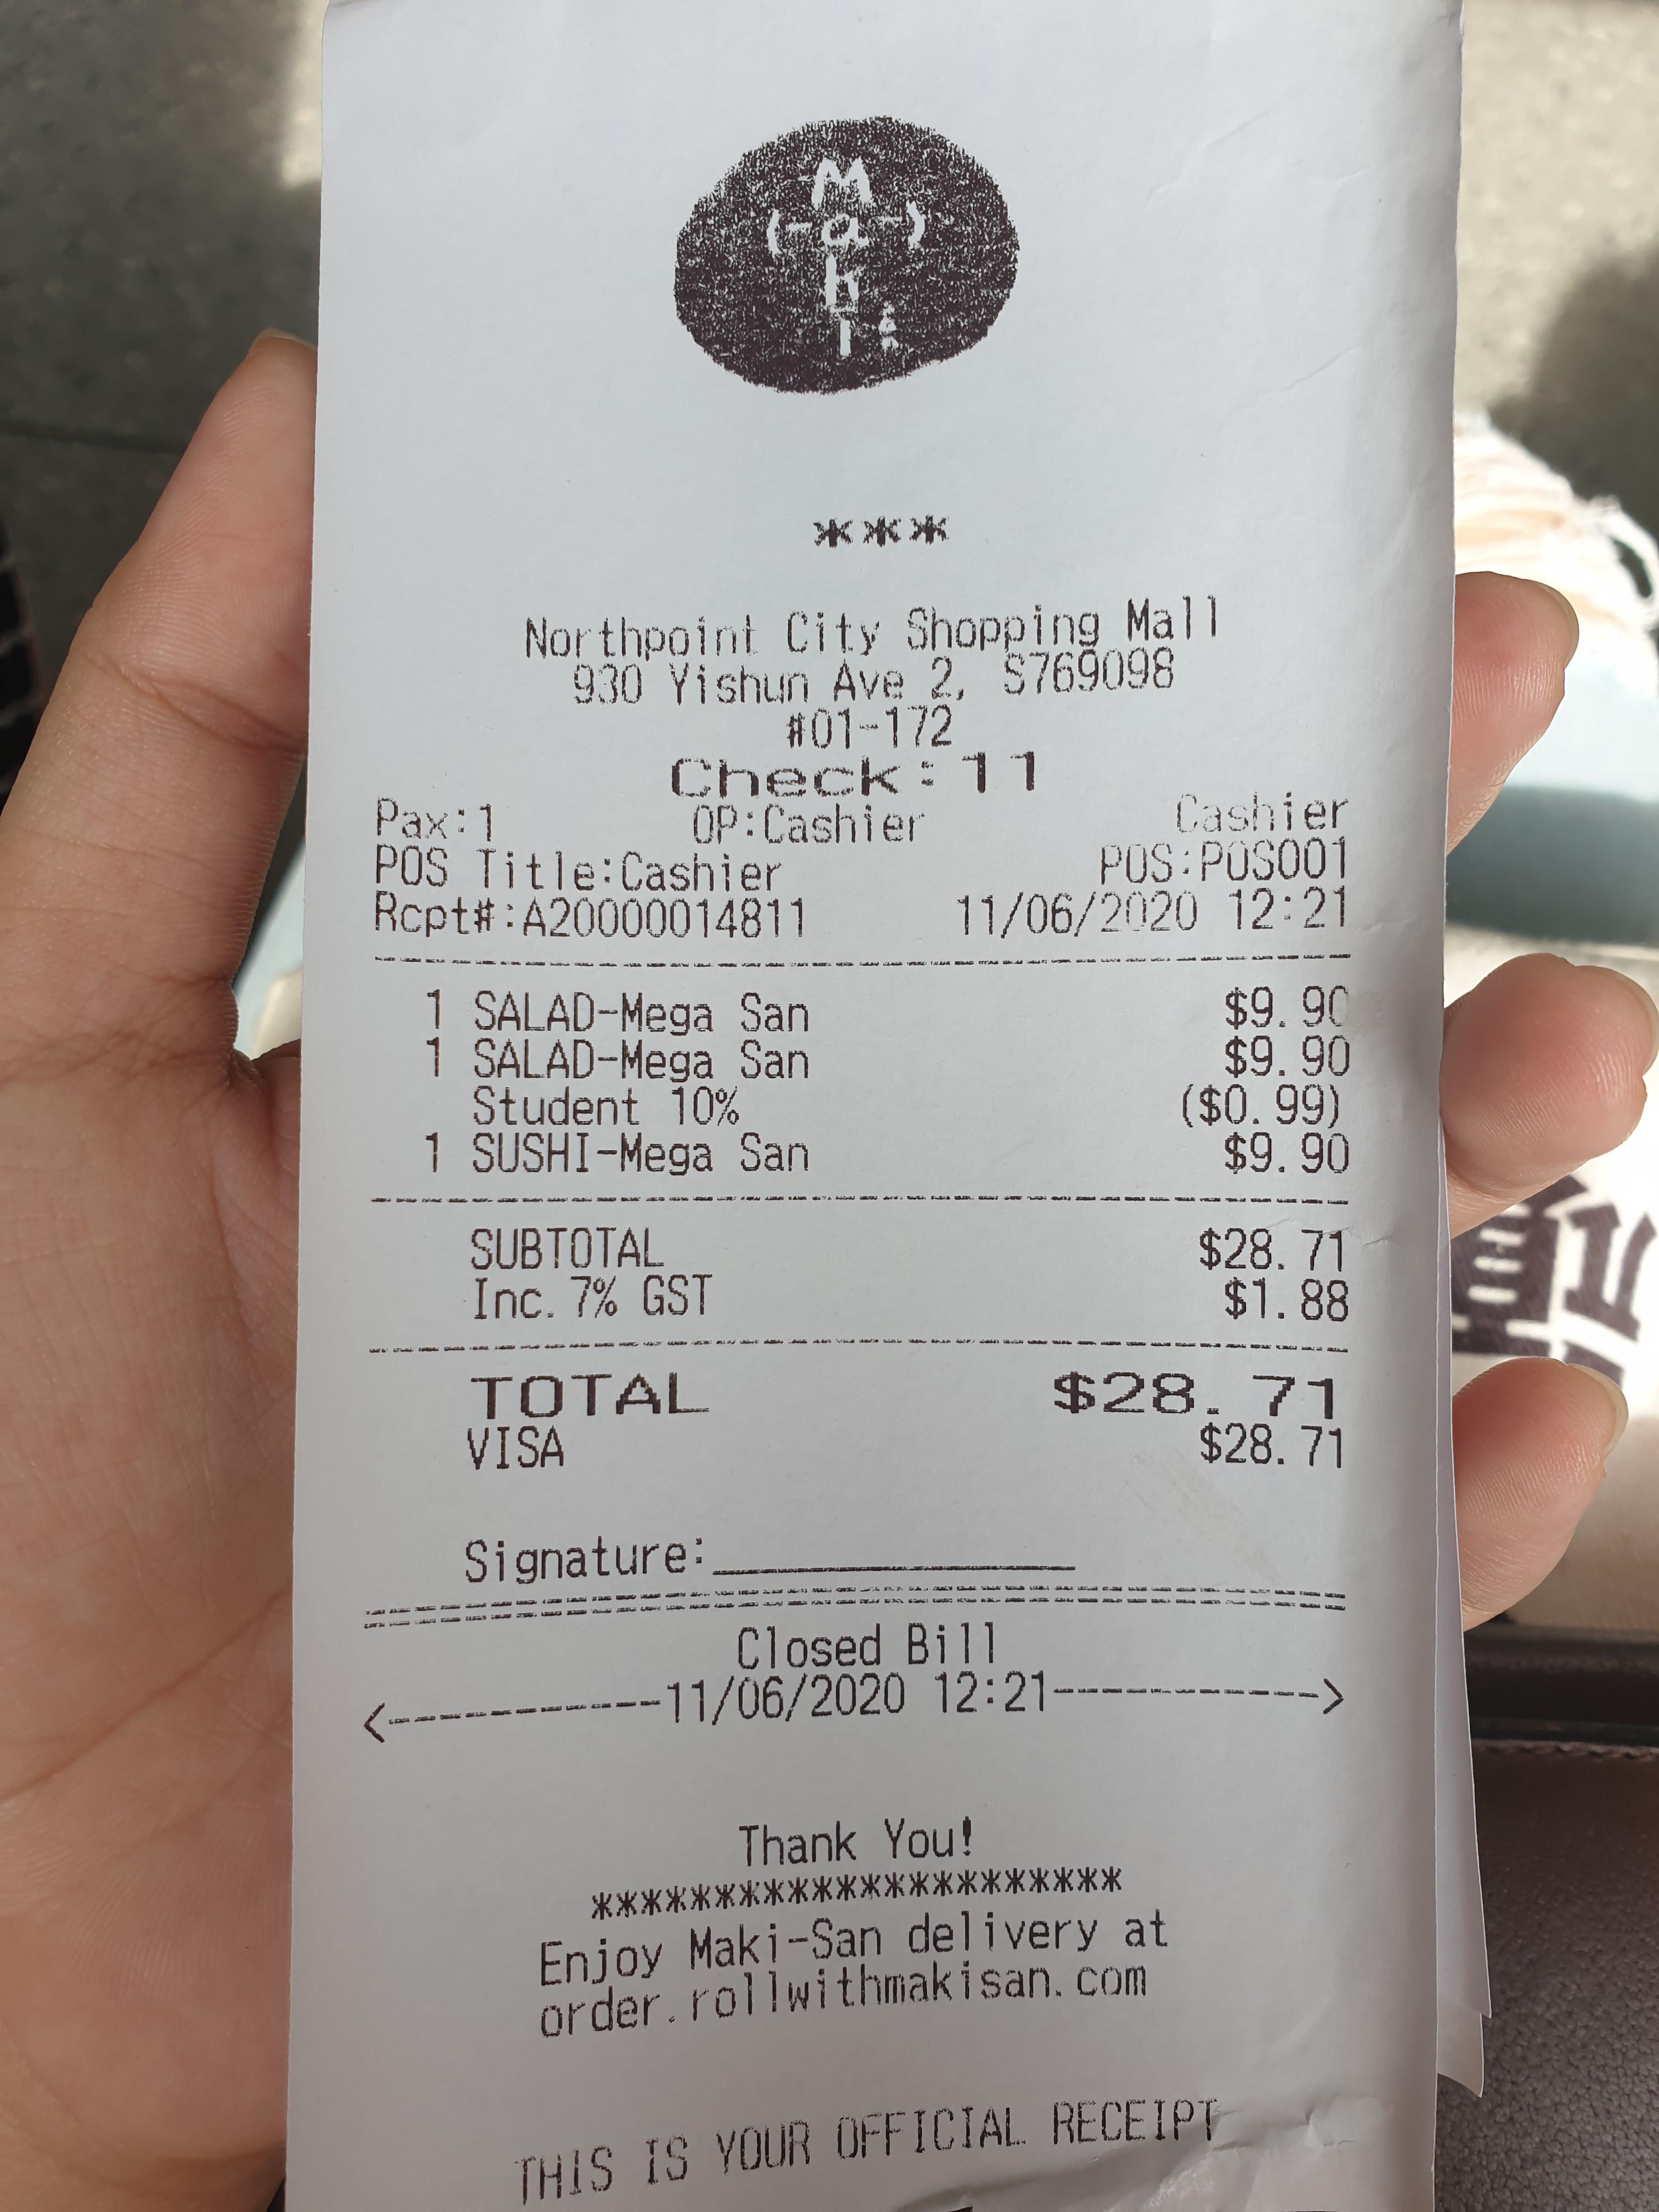 M
(-a-)
k
i
***
Northpoint City Shopping Mall
930 Yishun Ave 2, S769098
#01-172
Check:11
Pax:1 OP:Cashier Cashier
POS Title:Cashier POS:POS001
Rcpt#:A20000014811 11/06/2020 12:21
1 SALAD-Mega San $9.90
1 SALAD-Mega San $9.90
Student 10% ($0.99)
1 SUSHI-Mega San $9.90
SUBTOTAL $28.71
Inc. 7% GST $1.88
TOTAL $28.71
VISA $28.71
Signature:
Closed Bill
<-----------11/06/2020 12:21----------->
Thank You!
**********************
Enjoy Maki-San delivery at
order.rollwithmakisan.com
THIS IS YOUR OFFICIAL RECEIPT